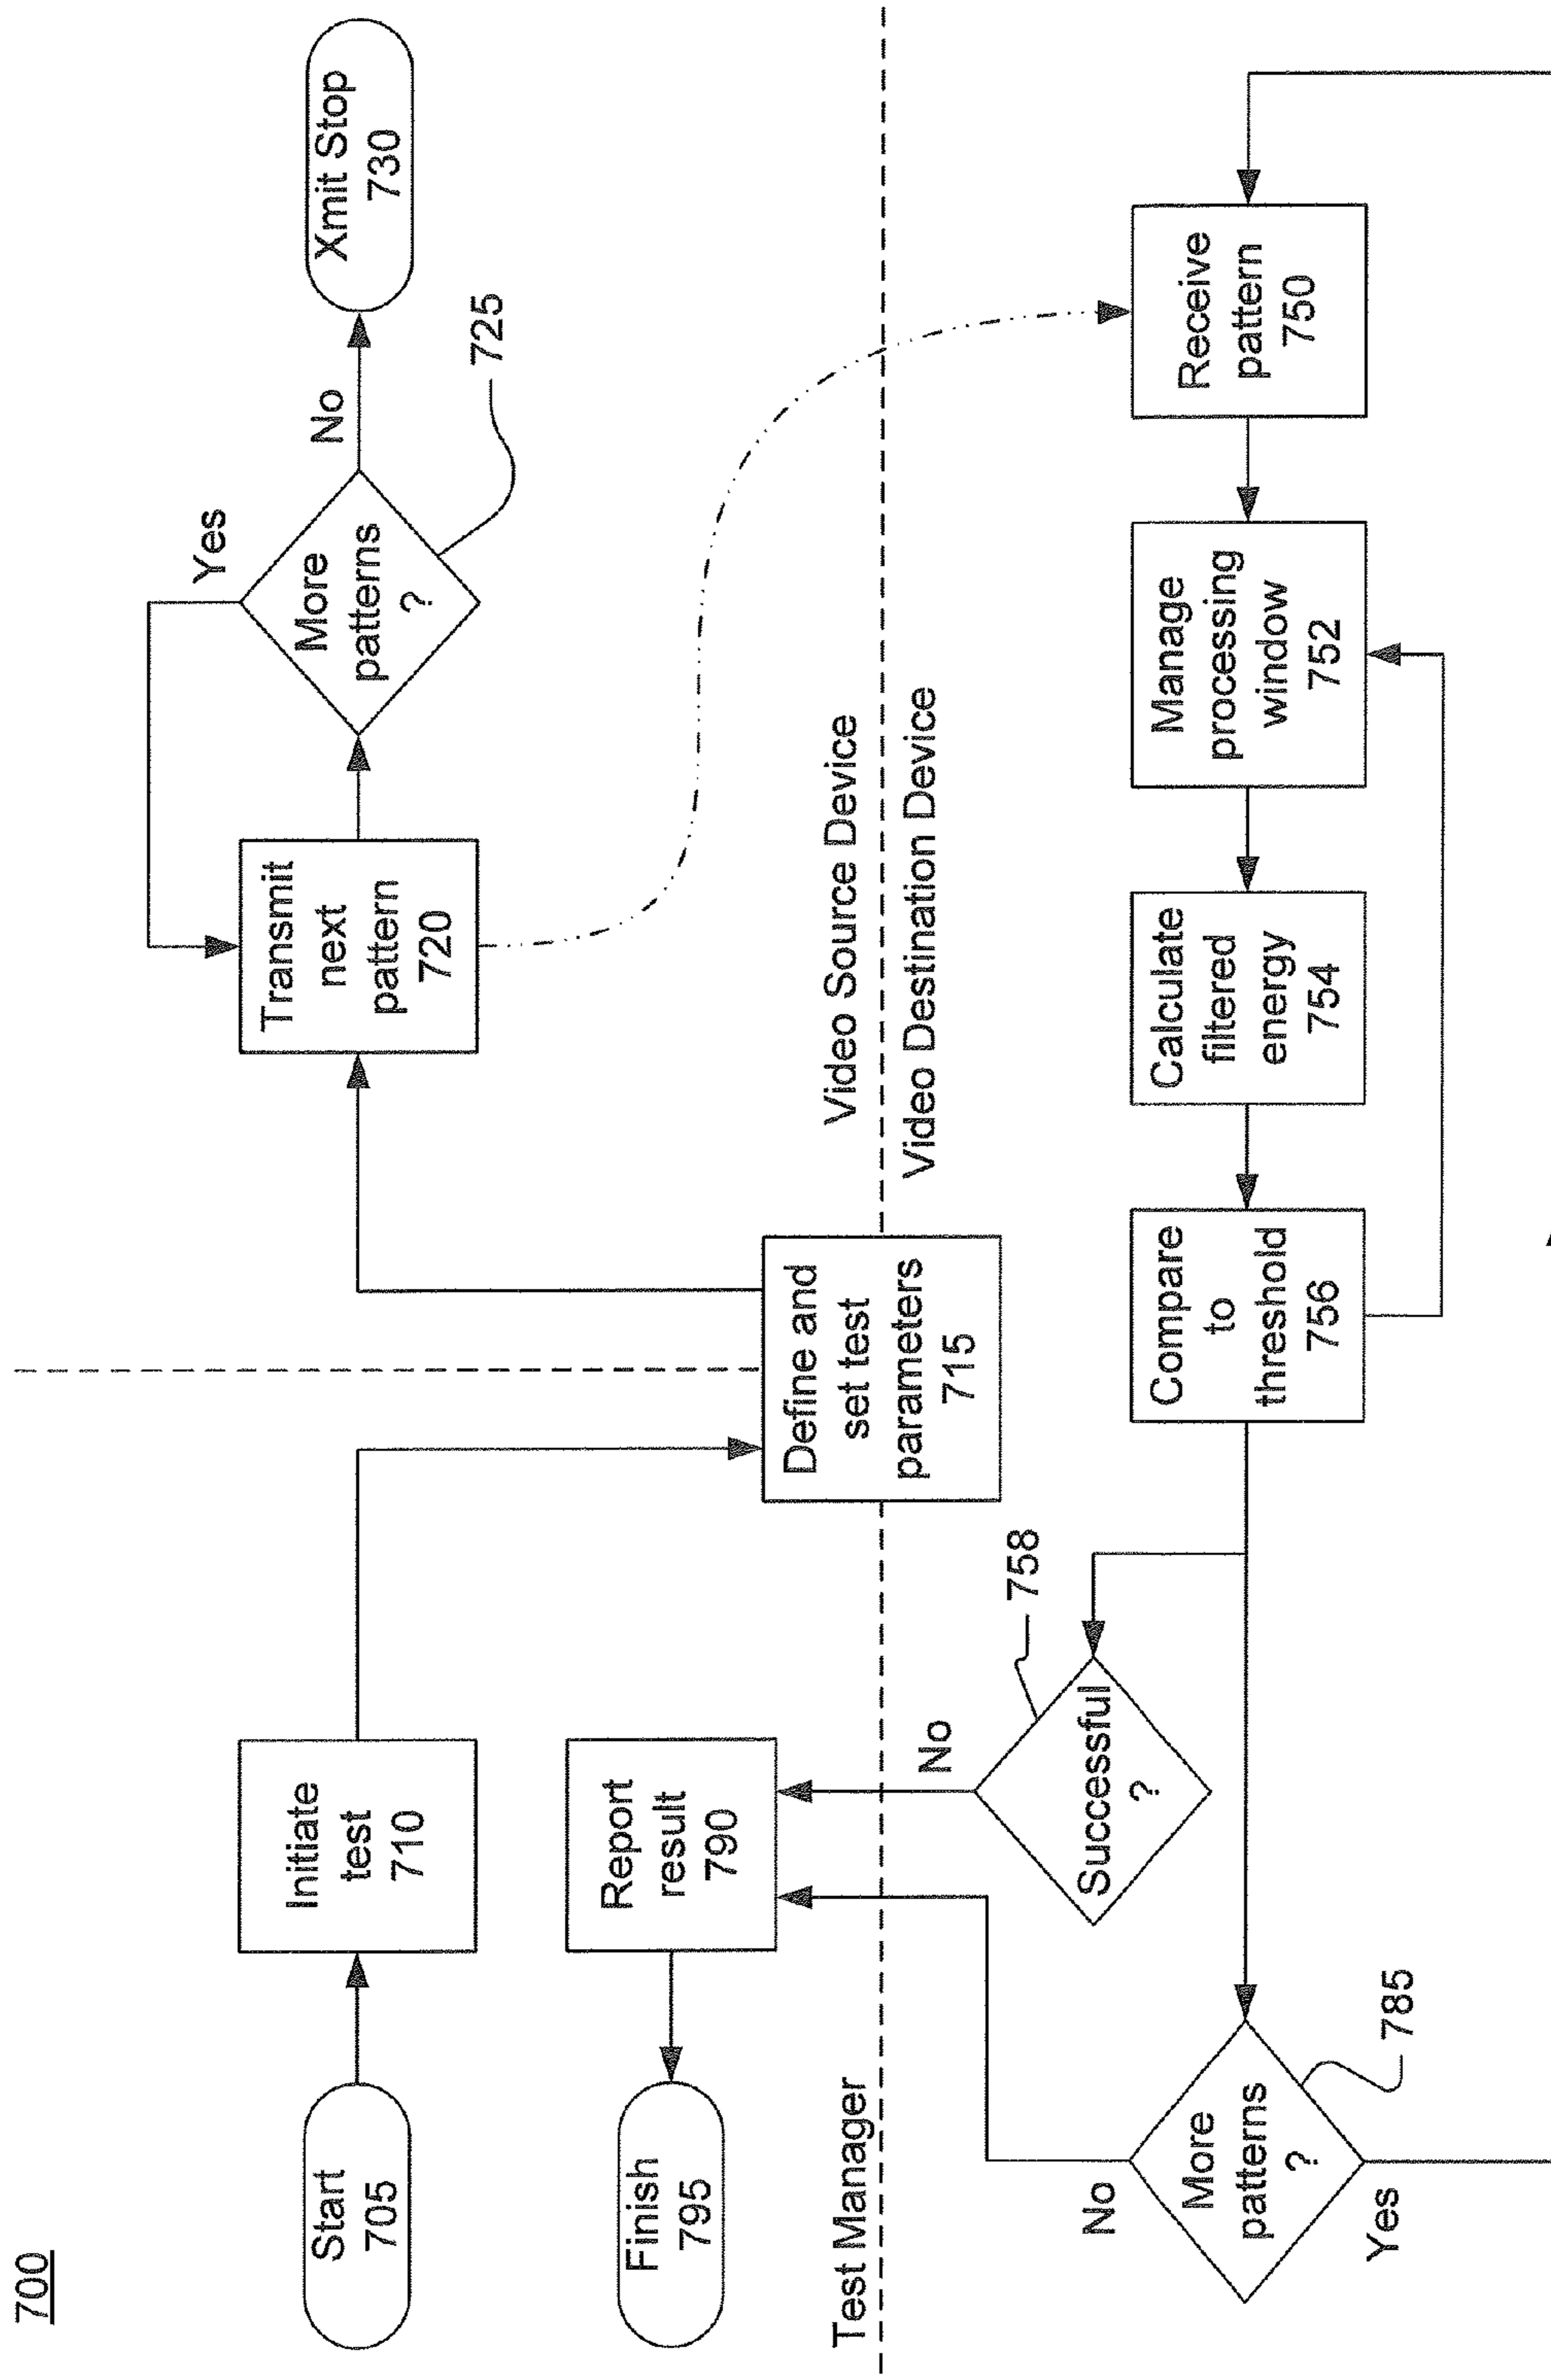 700
Start
705
Initiate
test
710
Define and
set test
parameters
715
Transmit
next
pattern
720
Yes
More
patterns
?
725
No
Xmit Stop
730
Finish
795
Report
result
790
Test Manager
Video Source Device
Video Destination Device
No
Successful
?
758
No
More
patterns
?
785
Yes
Compare
to
threshold
756
Calculate
filtered
energy
754
Manage
processing
window
752
Receive
pattern
750